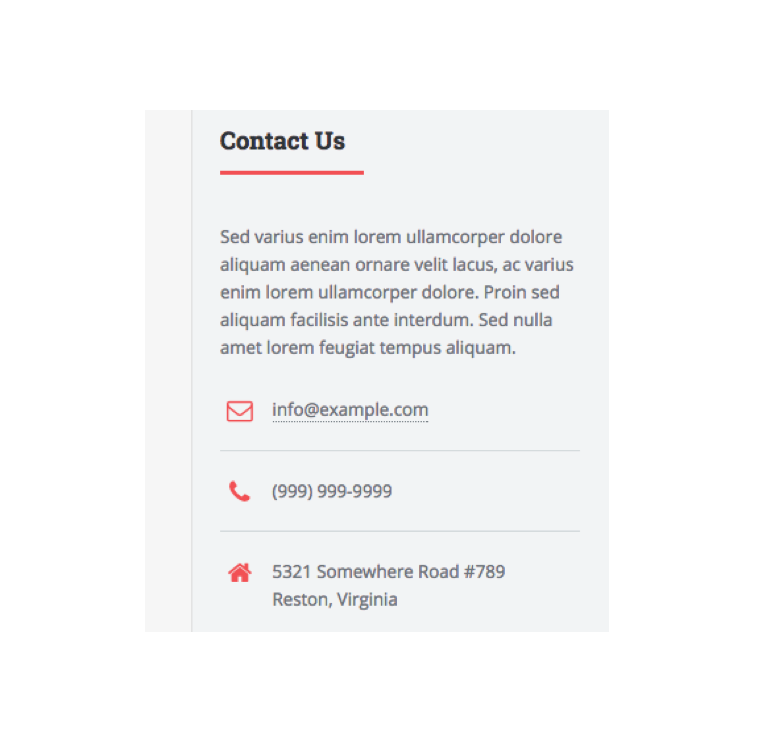 Contact Us
Sed varius enim lorem ullamcorper dolore
aliquam aenean ornare velit lacus, ac varius
enim lorem ullamcorper dolore. Proin sed
aliquam facilisis ante interdum. Sed nulla
amet lorem feugiat tempus aliquam.
info@example.com
(999) 999-9999
5321 Somewhere Road #789
Reston, Virginia